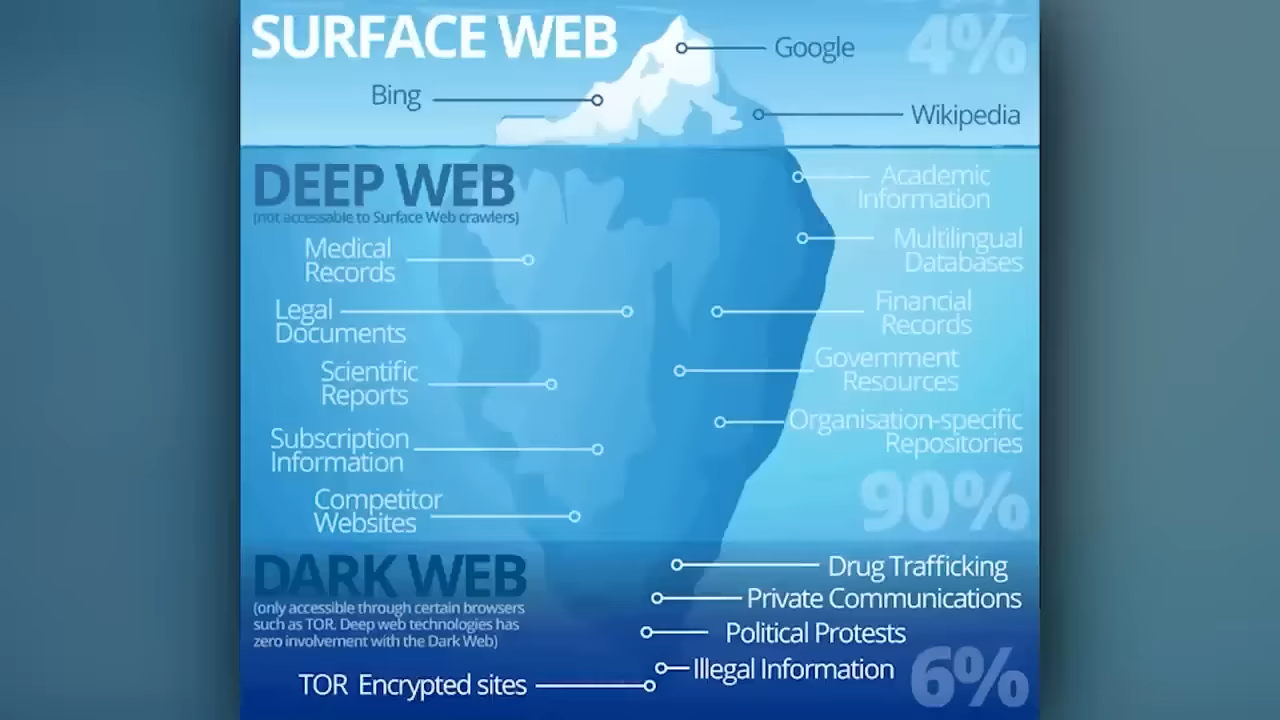 SURFACE WEB
4%
Google
Bing
Wikipedia
DEEP WEB
(not accessable to Surface Web crawlers)
Academic
Information
Medical
Records
Multilingual
Databases
Legal
Documents
Financial
Records
Scientific
Reports
Government
Resources
Subscription
Information
Organisation-specific
Repositories
Competitor
Websites
90%
DARK WEB
(only accessible through certain browsers
such as TOR. Deep web technologies has
zero involvement with the Dark Web)
Drug Trafficking
Private Communications
Political Protests
Illegal Information
TOR Encrypted sites
6%